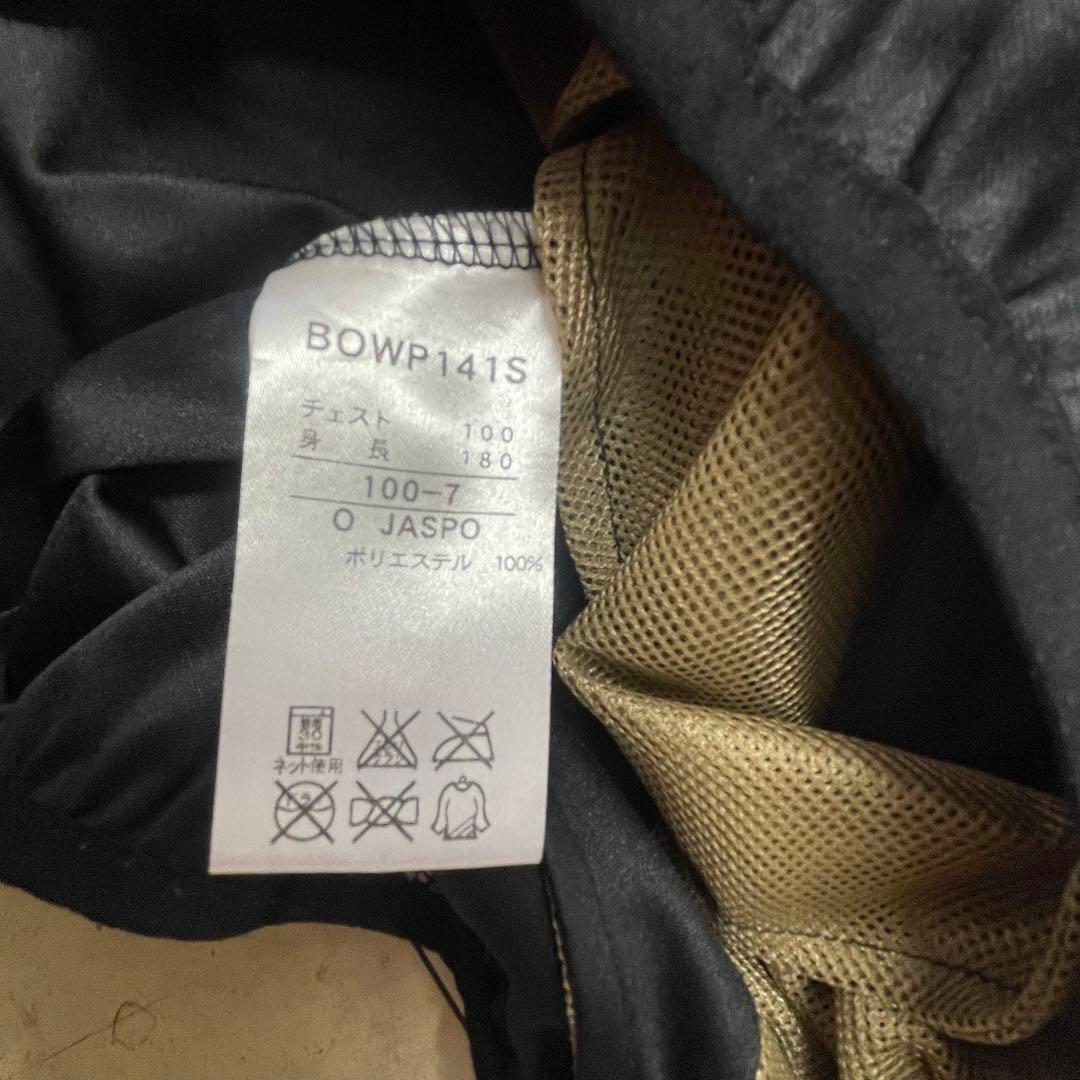 BOWP141S
チェスト 100
身 長 180
100-7
O JASPO
ポリエステル 100%
30
ネット使用